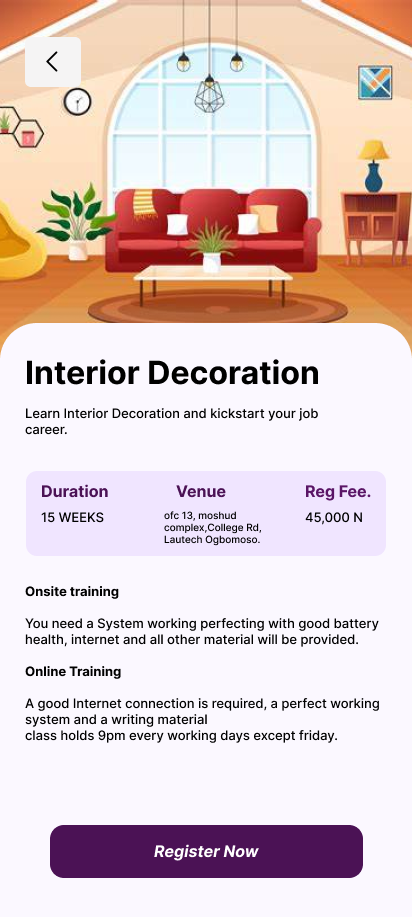 Interior Decoration
Learn Interior Decoration and kickstart your job
career.
Duration
Venue
Reg Fee.
15 WEEKS
ofc 13, moshud
complex,College Rd,
Lautech Ogbomoso.
45,000 N
Onsite training
You need a System working perfecting with good battery
health, internet and all other material will be provided.
Online Training
A good Internet connection is required, a perfect working
system and a writing material
class holds 9pm every working days except friday.
Register Now